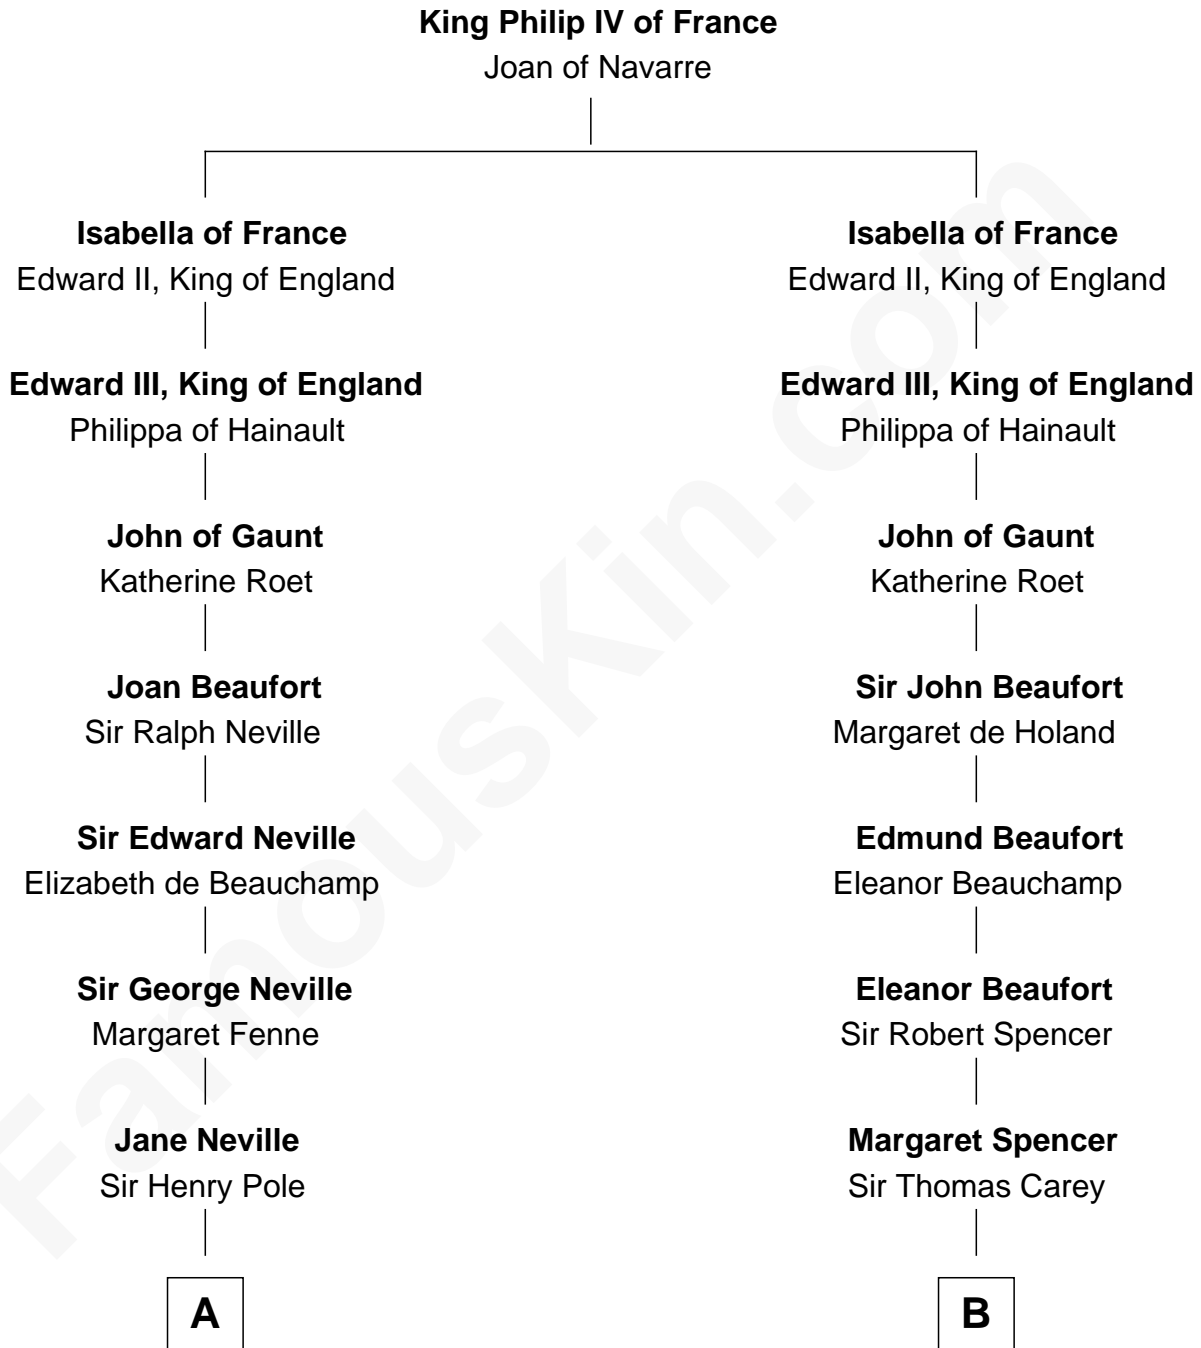 King Philip IV of France
Joan of Navarre
Isabella of France
Edward II, King of England
Edward III, King of England
Philippa of Hainault
John of Gaunt
Katherine Roet
Joan Beaufort
Sir Ralph Neville
Sir Edward Neville
Elizabeth de Beauchamp
Sir George Neville
Margaret Fenne
Jane Neville
Sir Henry Pole
A
Isabella of France
Edward II, King of England
Edward III, King of England
Philippa of Hainault
John of Gaunt
Katherine Roet
Sir John Beaufort
Margaret de Holand
Edmund Beaufort
Eleanor Beauchamp
Eleanor Beaufort
Sir Robert Spencer
Margaret Spencer
Sir Thomas Carey
B
FamousKin.com